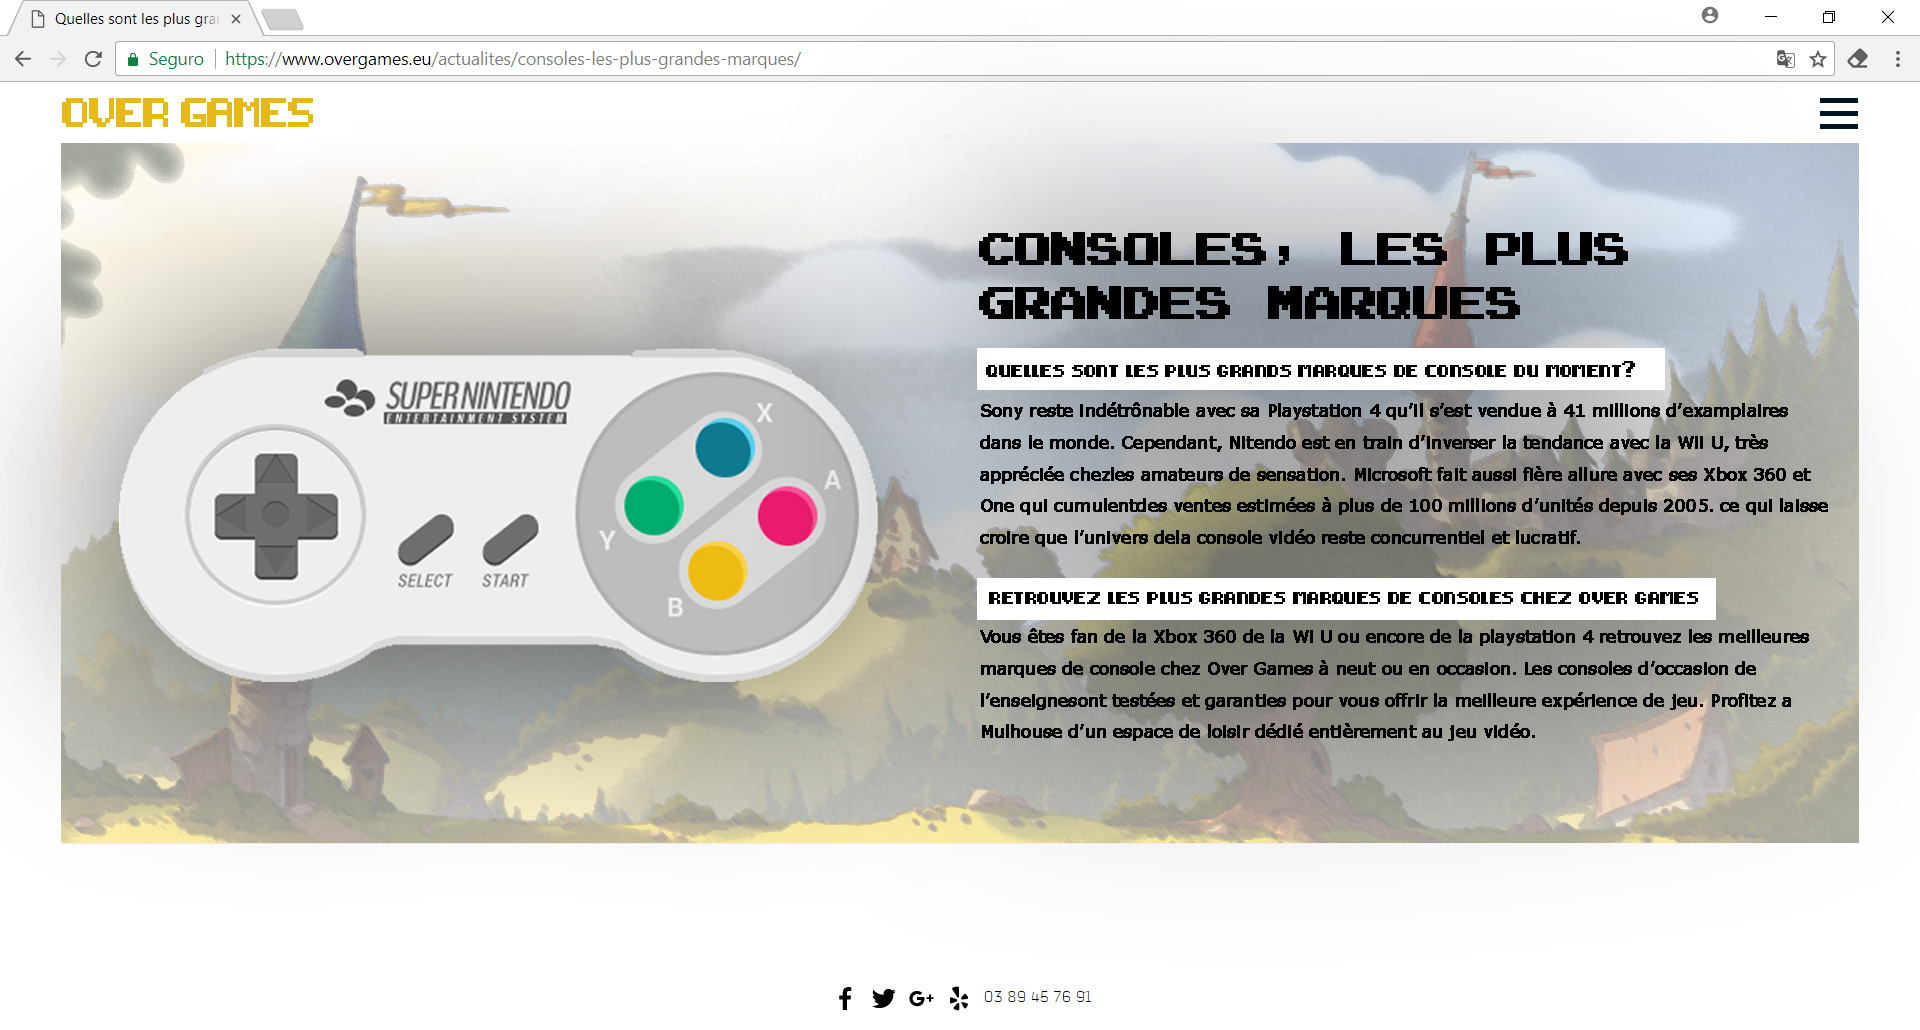 Quelles sont les plus gra
Seguro https://www.overgames.eu/actualites/consoles-les-plus-grandes-marques/
OVER GAMES
CONSOLES, LES PLUS
GRANDES MARQUES
QUELLES SONT LES PLUS GRANDS MARQUES DE CONSOLE DU MOMENT?
Sony reste indétrônable avec sa Playstation 4 qu'il s'est vendue à 41 millions d'examplaires
dans le monde. Cependant, Nitendo est en train d'inverser la tendance avec la WII U, très
appréciée chezles amateurs de sensation. Microsoft fait aussi fière allure avec ses Xbox 360 et
One qui cumulentdes ventes estimées à plus de 100 millions d'unités depuis 2005. ce qui laisse
croire que l'univers dela console vidéo reste concurrentiel et lucratif.
RETROUVEZ LES PLUS GRANDES MARQUES DE CONSOLES CHEZ OVER GAMES
Vous êtes fan de la Xbox 360 de la WI U ou encore de la playstation 4 retrouvez les meilleures
marques de console chez Over Games à neut ou en occasion. Les consoles d'occasion de
l'enseignesont testées et garanties pour vous offrir la meilleure expérience de jeu. Profitez a
Mulhouse d'un espace de loisir dédié entièrement au jeu vidéo.
SUPER NINTENDO
ENTERTAINMENT SYSTEM
X
A
Y
B
SELECT START
G+ 03 89 45 76 91